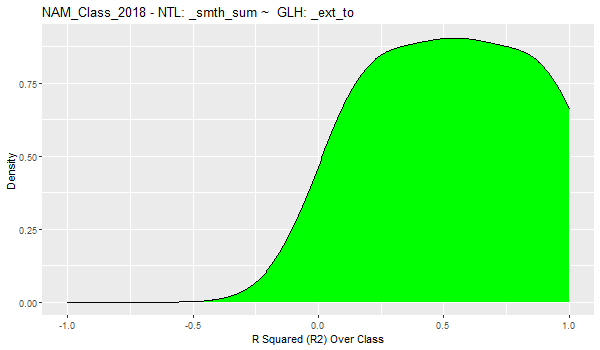 NAM_Class_2018 - NTL: _smth_sum ~  GLH: _ext_to
Density
0.75
0.50
0.25
0.00
-1.0 -0.5 0.0 0.5 1.0
R Squared (R2) Over Class